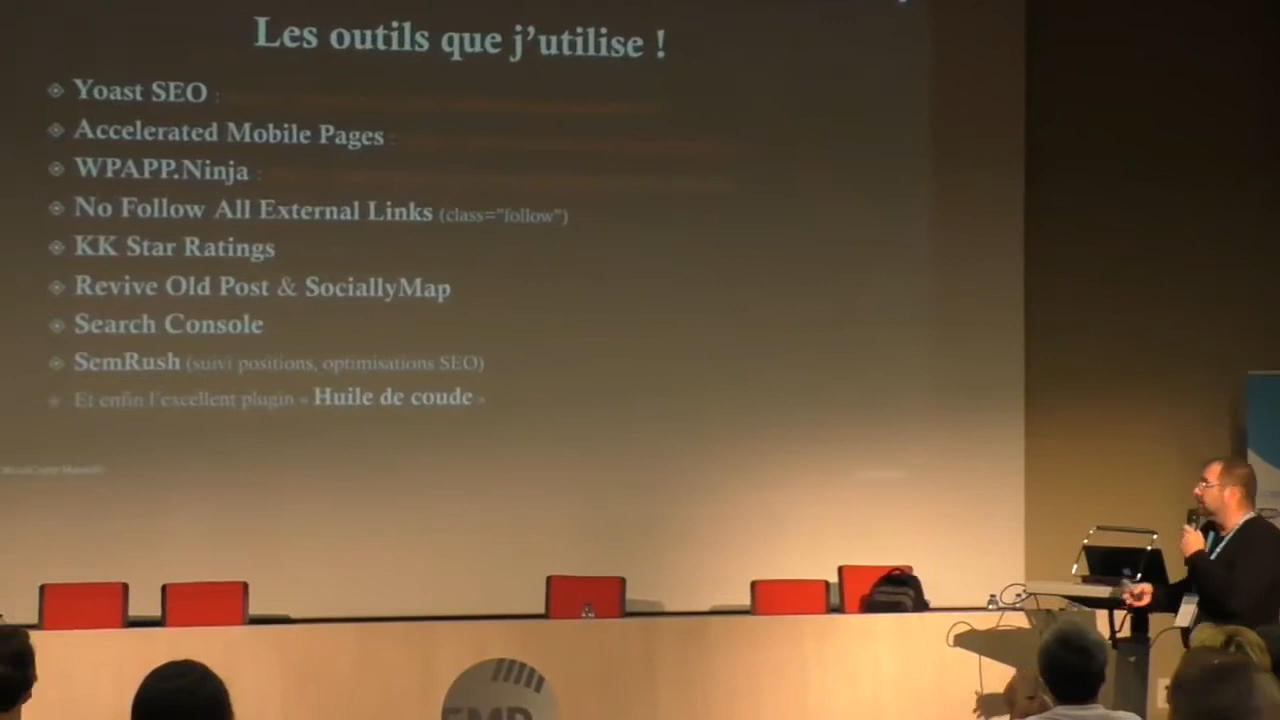 Les outils que j'utilise !
Yoast SEO :
Accelerated Mobile Pages :
WPAPP.Ninja :
No Follow All External Links (class="follow")
KK Star Ratings
Revive Old Post & SociallyMap
Search Console
SemRush (suivi positions, optimisations SEO)
Et enfin l'excellent plugin « Huile de coude »